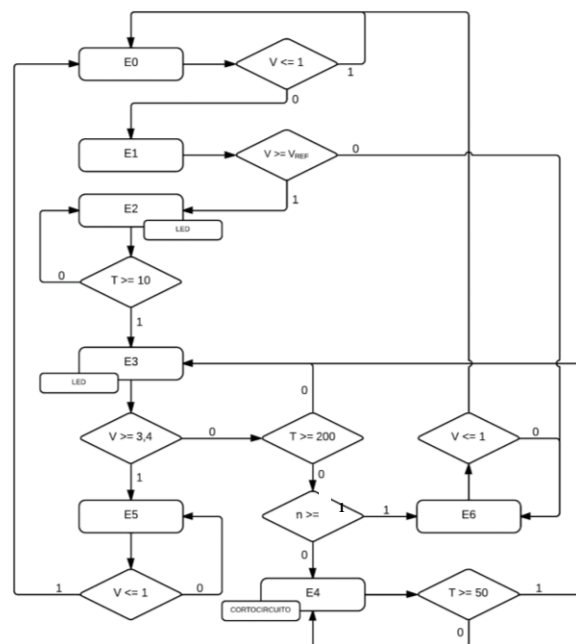 E0
V <= 1
1
0
E1
V >= VREF
0
1
E2
LED
T >= 10
0
1
E3
LED
0
V >= 3,4
0
T >= 200
V <= 1
0
1
0
E5
n >= 1
1
E6
0
V <= 1
1
0
E4
CORTOCIRCUITO
T >= 50
1
0